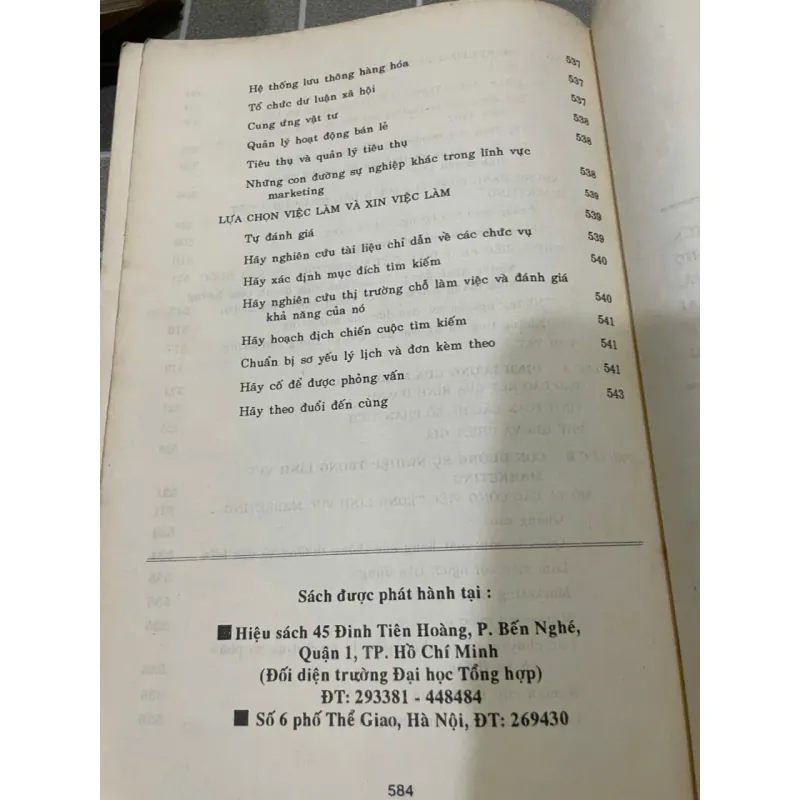 Hệ thống lưu thông hàng hóa 537
Tổ chức dư luận xã hội 537
Cung ứng vật tư 537
Quản lý hoạt động bán lẻ 538
Tiêu thụ và quản lý tiêu thụ 538
Những con đường sự nghiệp khác trong lĩnh vực
marketing 538
LỰA CHỌN VIỆC LÀM VÀ XIN VIỆC LÀM 539
Tự đánh giá 539
Hãy nghiên cứu tài liệu chỉ dẫn về các chức vụ 539
Hãy xác định mục đích tìm kiếm 540
Hãy nghiên cứu thị trường chỗ làm việc và đánh giá
khả năng của nó 540
Hãy hoạch địch chiến cuộc tìm kiếm 541
Chuẩn bị sơ yếu lý lịch và đơn kèm theo 541
Hãy cố để được phỏng vấn 541
Hãy theo đuổi đến cùng 543
Sách được phát hành tại :
■ Hiệu sách 45 Đinh Tiên Hoàng, P. Bến Nghé,
Quận 1, TP. Hồ Chí Minh
(Đối diện trường Đại học Tổng hợp)
ĐT: 293381 - 448484
■ Số 6 phố Thể Giao, Hà Nội, ĐT: 269430
584